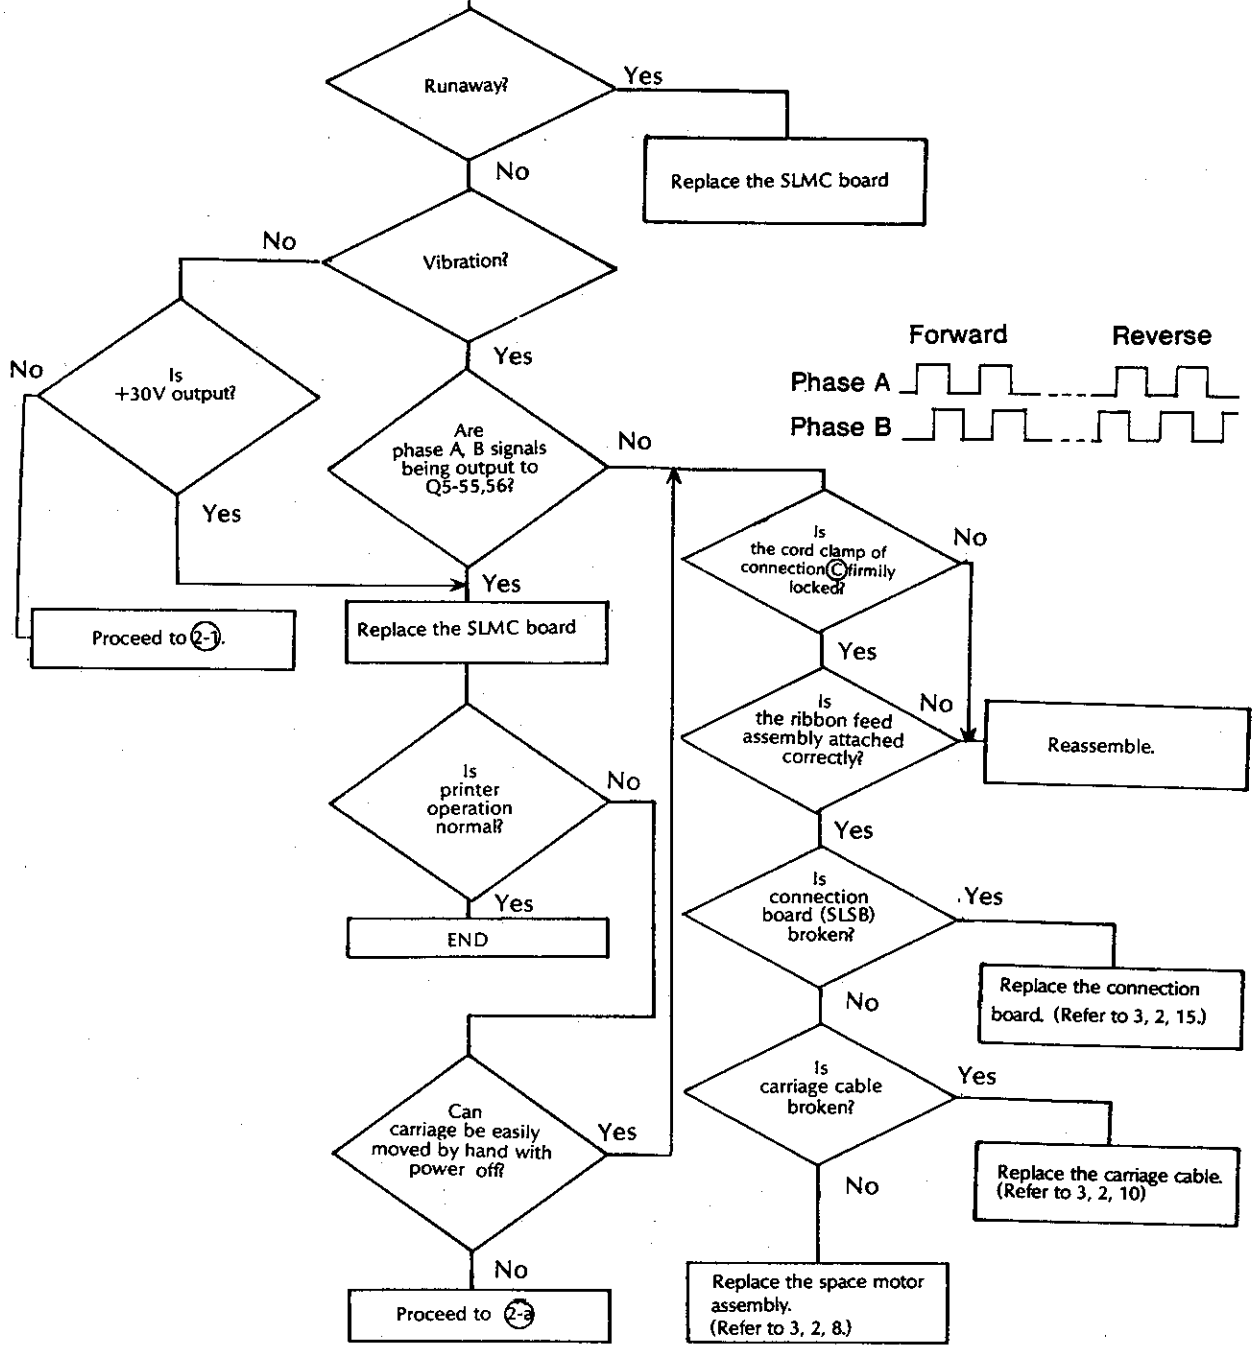 Runaway?
Yes
Replace the SLMC board
No
Vibration?
No
Yes
Is
+30V output?
No
Yes
Proceed to 2-1.
Forward
Reverse
Phase A
Phase B
Are
phase A, B signals
being output to
Q5-55,56?
No
Yes
Replace the SLMC board
Is
the cord clamp of
connection C firmily
locked?
No
Yes
Is
the ribbon feed
assembly attached
correctly?
No
Reassemble.
Yes
Is
printer
operation
normal?
No
Yes
END
Is
connection
board (SLSB)
broken?
Yes
Replace the connection
board. (Refer to 3, 2, 15.)
No
Is
carriage cable
broken?
Yes
Replace the carriage cable.
(Refer to 3, 2, 10)
No
Can
carriage be easily
moved by hand with
power off?
Yes
No
Proceed to 2-a
Replace the space motor
assembly.
(Refer to 3, 2, 8.)